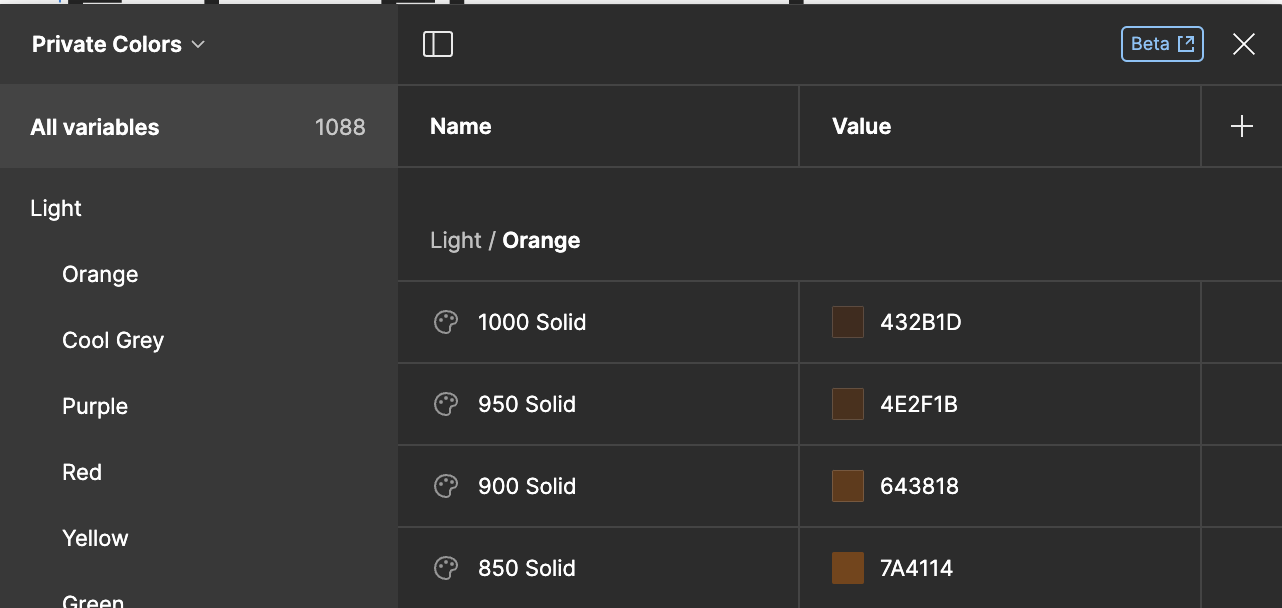 Private Colors
Beta
All variables 1088
Name Value
Light
Light / Orange
Orange
1000 Solid 432B1D
Cool Grey
950 Solid 4E2F1B
Purple
900 Solid 643818
Red
Yellow
850 Solid 7A4114
Green